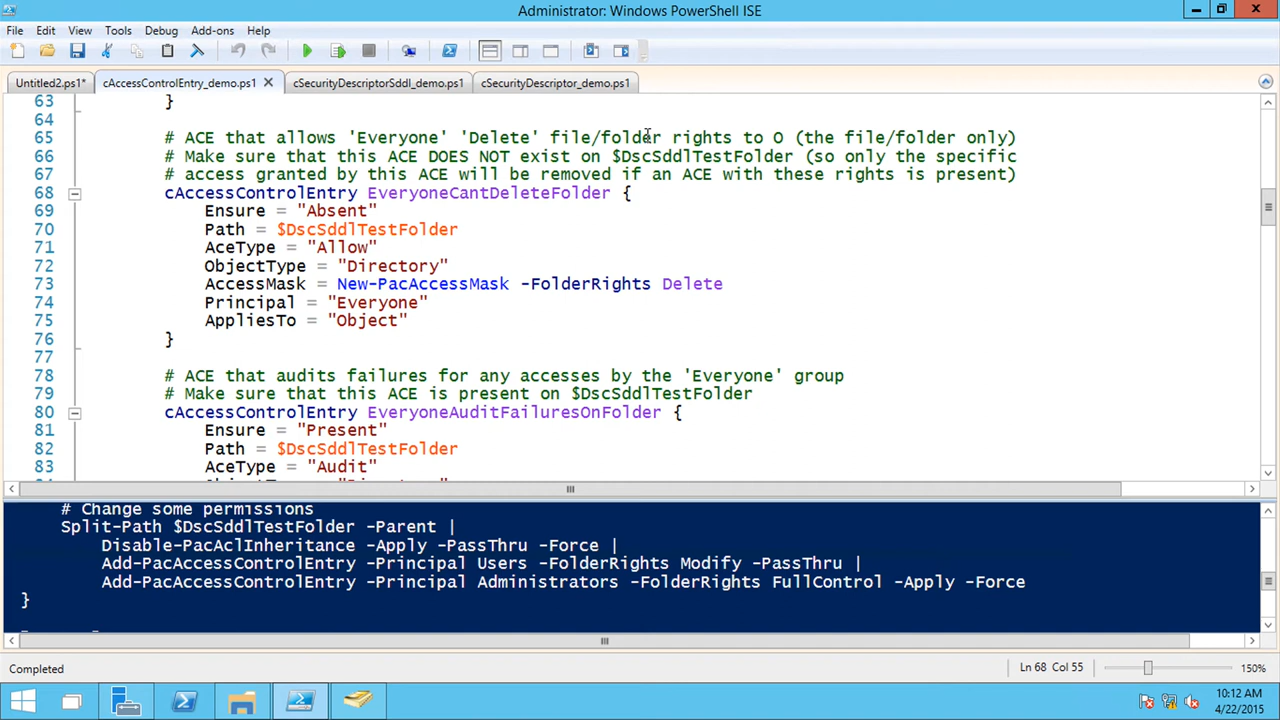 Administrator: Windows PowerShell ISE
File Edit View Tools Debug Add-ons Help
Untitled2.ps1* cAccessControlEntry_demo.ps1 cSecurityDescriptorSddl_demo.ps1 cSecurityDescriptor_demo.ps1
63 }
64
65 # ACE that allows 'Everyone' 'Delete' file/folder rights to O (the file/folder only)
66 # Make sure that this ACE DOES NOT exist on $DscSddlTestFolder (so only the specific
67 # access granted by this ACE will be removed if an ACE with these rights is present)
68 cAccessControlEntry EveryoneCantDeleteFolder {
69 Ensure = "Absent"
70 Path = $DscSddlTestFolder
71 AceType = "Allow"
72 ObjectType = "Directory"
73 AccessMask = New-PacAccessMask -FolderRights Delete
74 Principal = "Everyone"
75 AppliesTo = "Object"
76 }
77
78 # ACE that audits failures for any accesses by the 'Everyone' group
79 # Make sure that this ACE is present on $DscSddlTestFolder
80 cAccessControlEntry EveryoneAuditFailuresOnFolder {
81 Ensure = "Present"
82 Path = $DscSddlTestFolder
83 AceType = "Audit"
# Change some permissions
Split-Path $DscSddlTestFolder -Parent |
Disable-PacAclInheritance -Apply -PassThru -Force |
Add-PacAccessControlEntry -Principal Users -FolderRights Modify -PassThru |
Add-PacAccessControlEntry -Principal Administrators -FolderRights FullControl -Apply -Force
}
Completed Ln 68 Col 55 150%
10:12 AM
4/22/2015